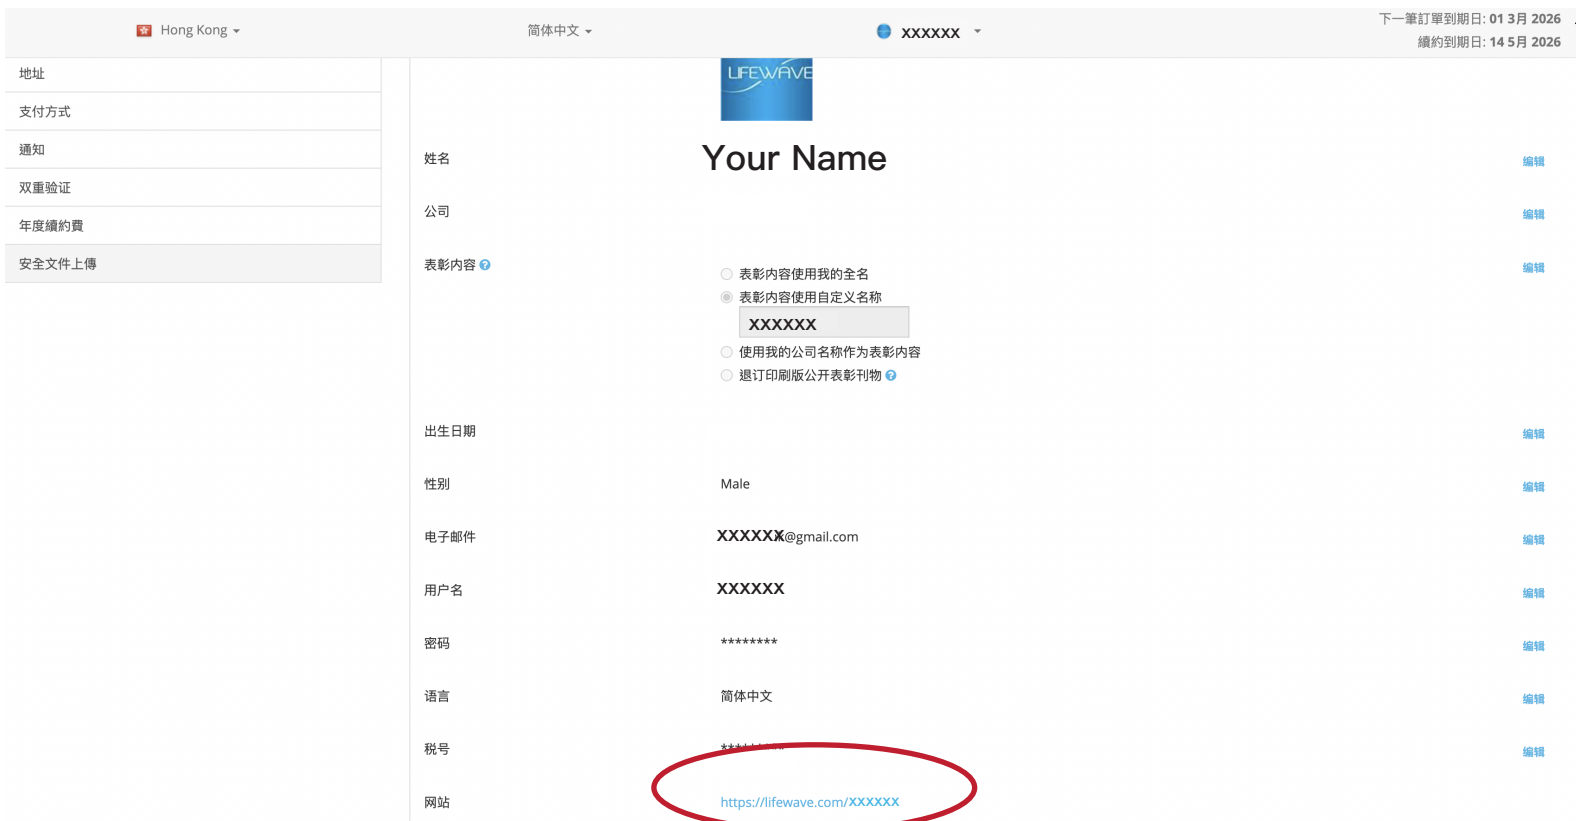 Hong Kong
简体中文
XXXXXX
下一筆訂單到期日: 01 3月 2026
續約到期日: 14 5月 2026
地址
支付方式
通知
双重验证
年度續約費
安全文件上傳
LIFEWAVE
姓名 Your Name 编辑
公司 编辑
表彰内容 编辑
表彰内容使用我的全名
表彰内容使用自定义名称
XXXXXX
使用我的公司名称作为表彰内容
退订印刷版公开表彰刊物
出生日期 编辑
性别 Male 编辑
电子邮件 XXXXXX@gmail.com 编辑
用户名 XXXXXX 编辑
密码 ******** 编辑
语言 简体中文 编辑
税号 编辑
网站 https://lifewave.com/XXXXXX